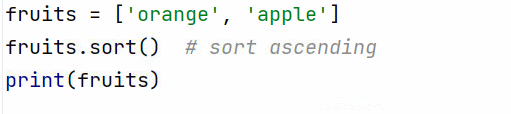 fruits = ['orange', 'apple']
fruits.sort()  # sort ascending
print(fruits)